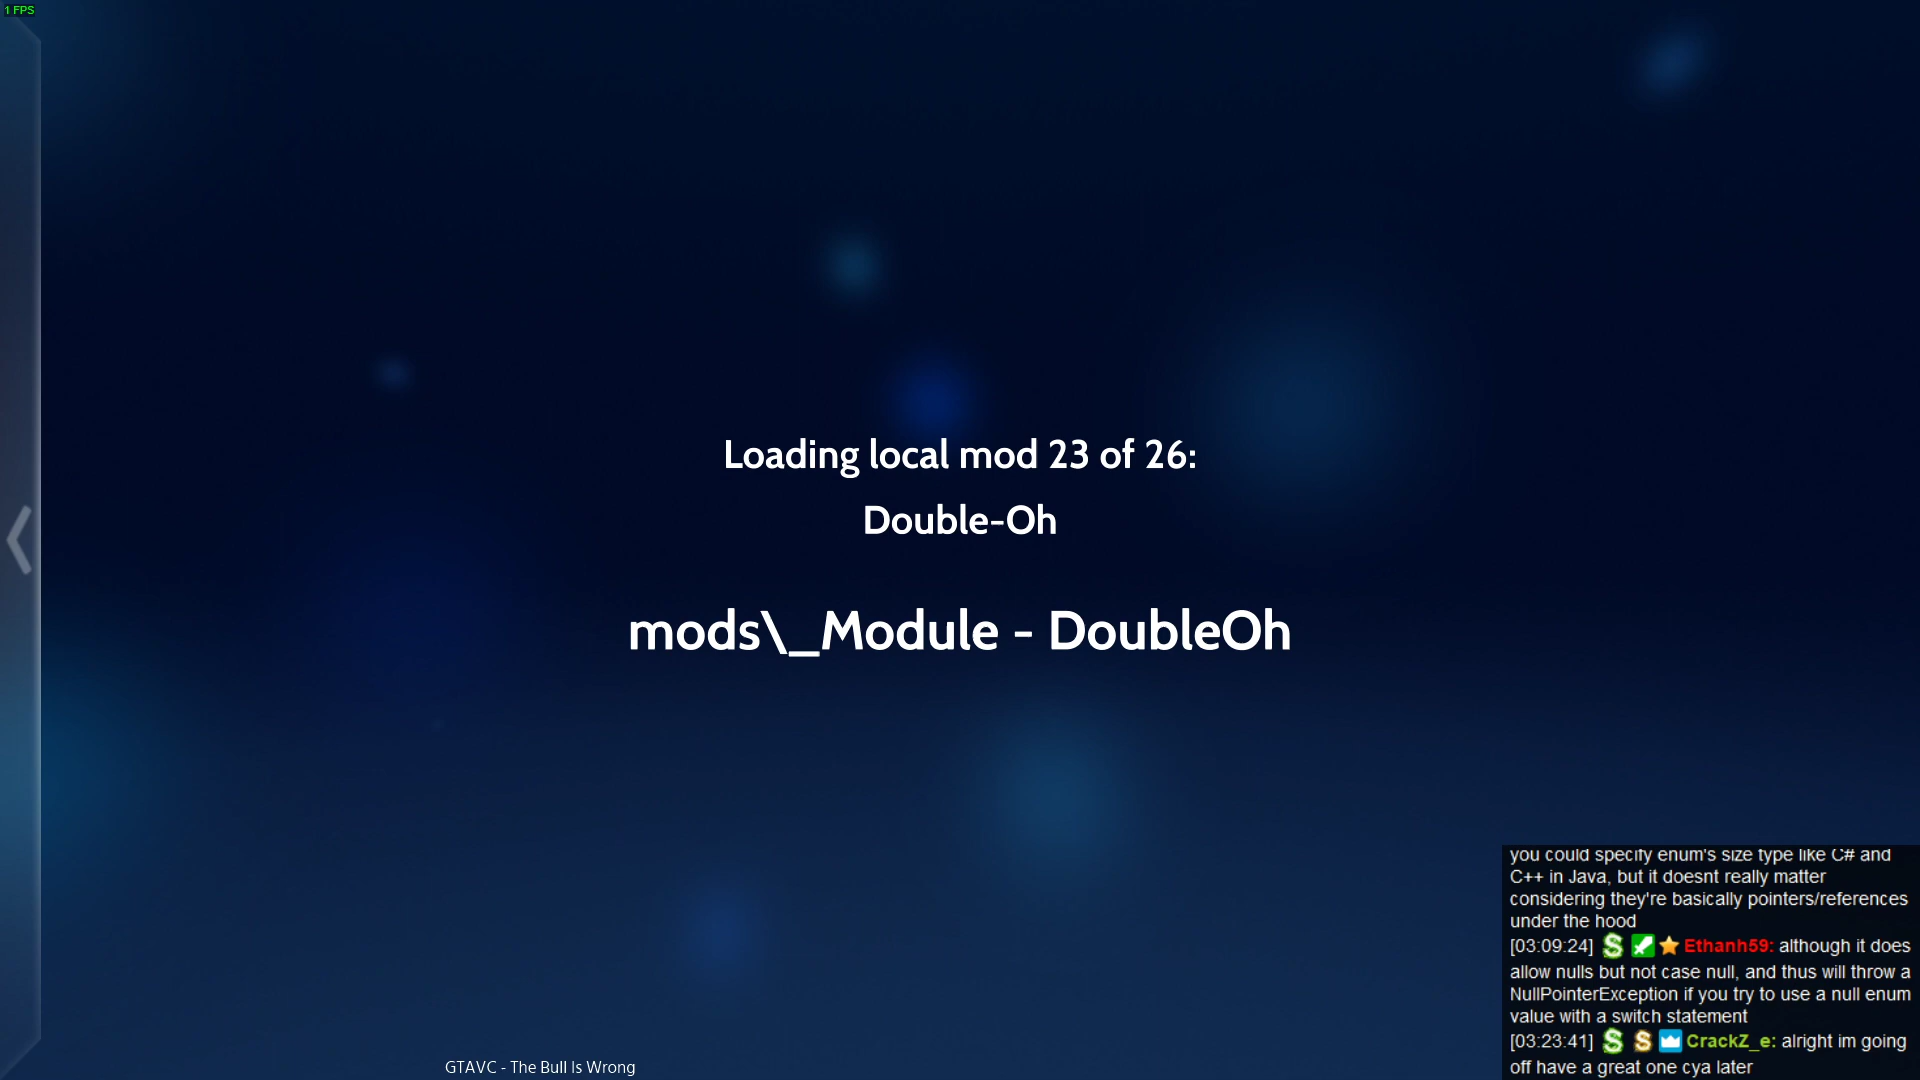 1 FPS
Loading local mod 23 of 26:
Double-Oh
mods\_Module - DoubleOh
you could specify enum's size type like C# and
C++ in Java, but it doesnt really matter
considering they're basically pointers/references
under the hood
[03:09:24] Ethanh59: although it does
allow nulls but not case null, and thus will throw a
NullPointerException if you try to use a null enum
value with a switch statement
[03:23:41] CrackZ_e: alright im going
off have a great one cya later
GTAVC - The Bull Is Wrong